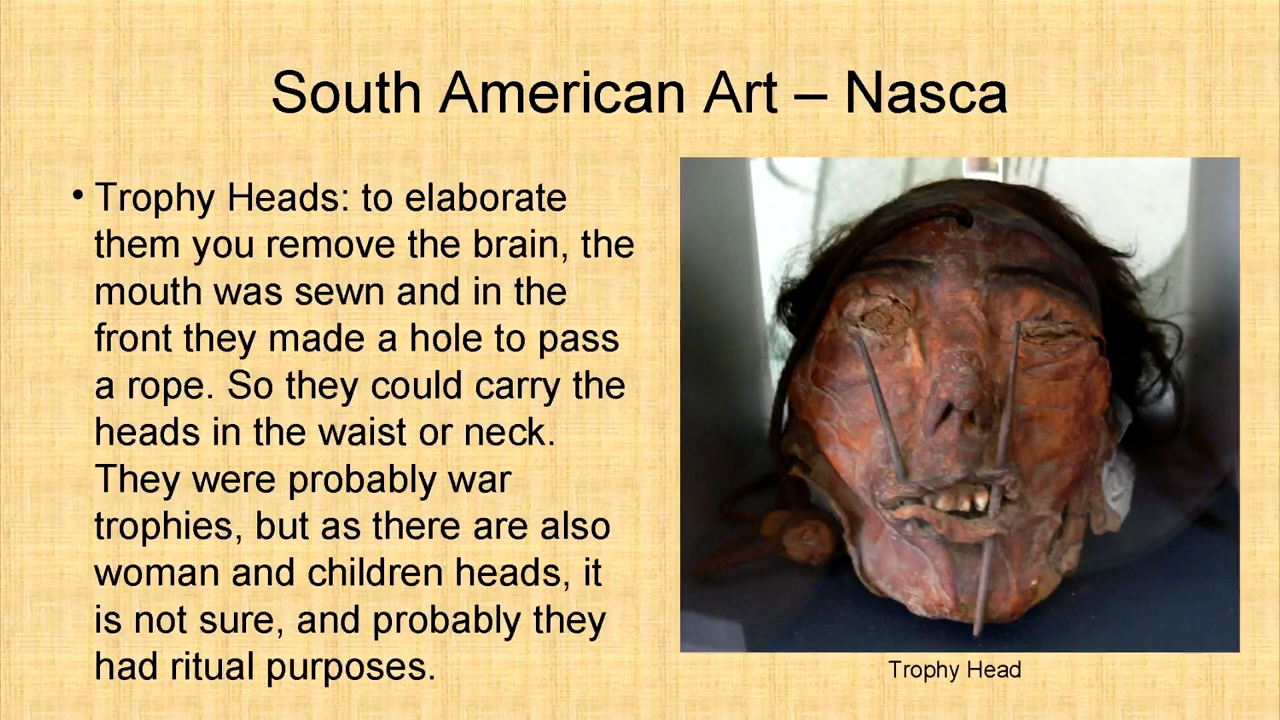 South American Art – Nasca
• Trophy Heads: to elaborate
them you remove the brain, the
mouth was sewn and in the
front they made a hole to pass
a rope. So they could carry the
heads in the waist or neck.
They were probably war
trophies, but as there are also
woman and children heads, it
is not sure, and probably they
had ritual purposes.
Trophy Head